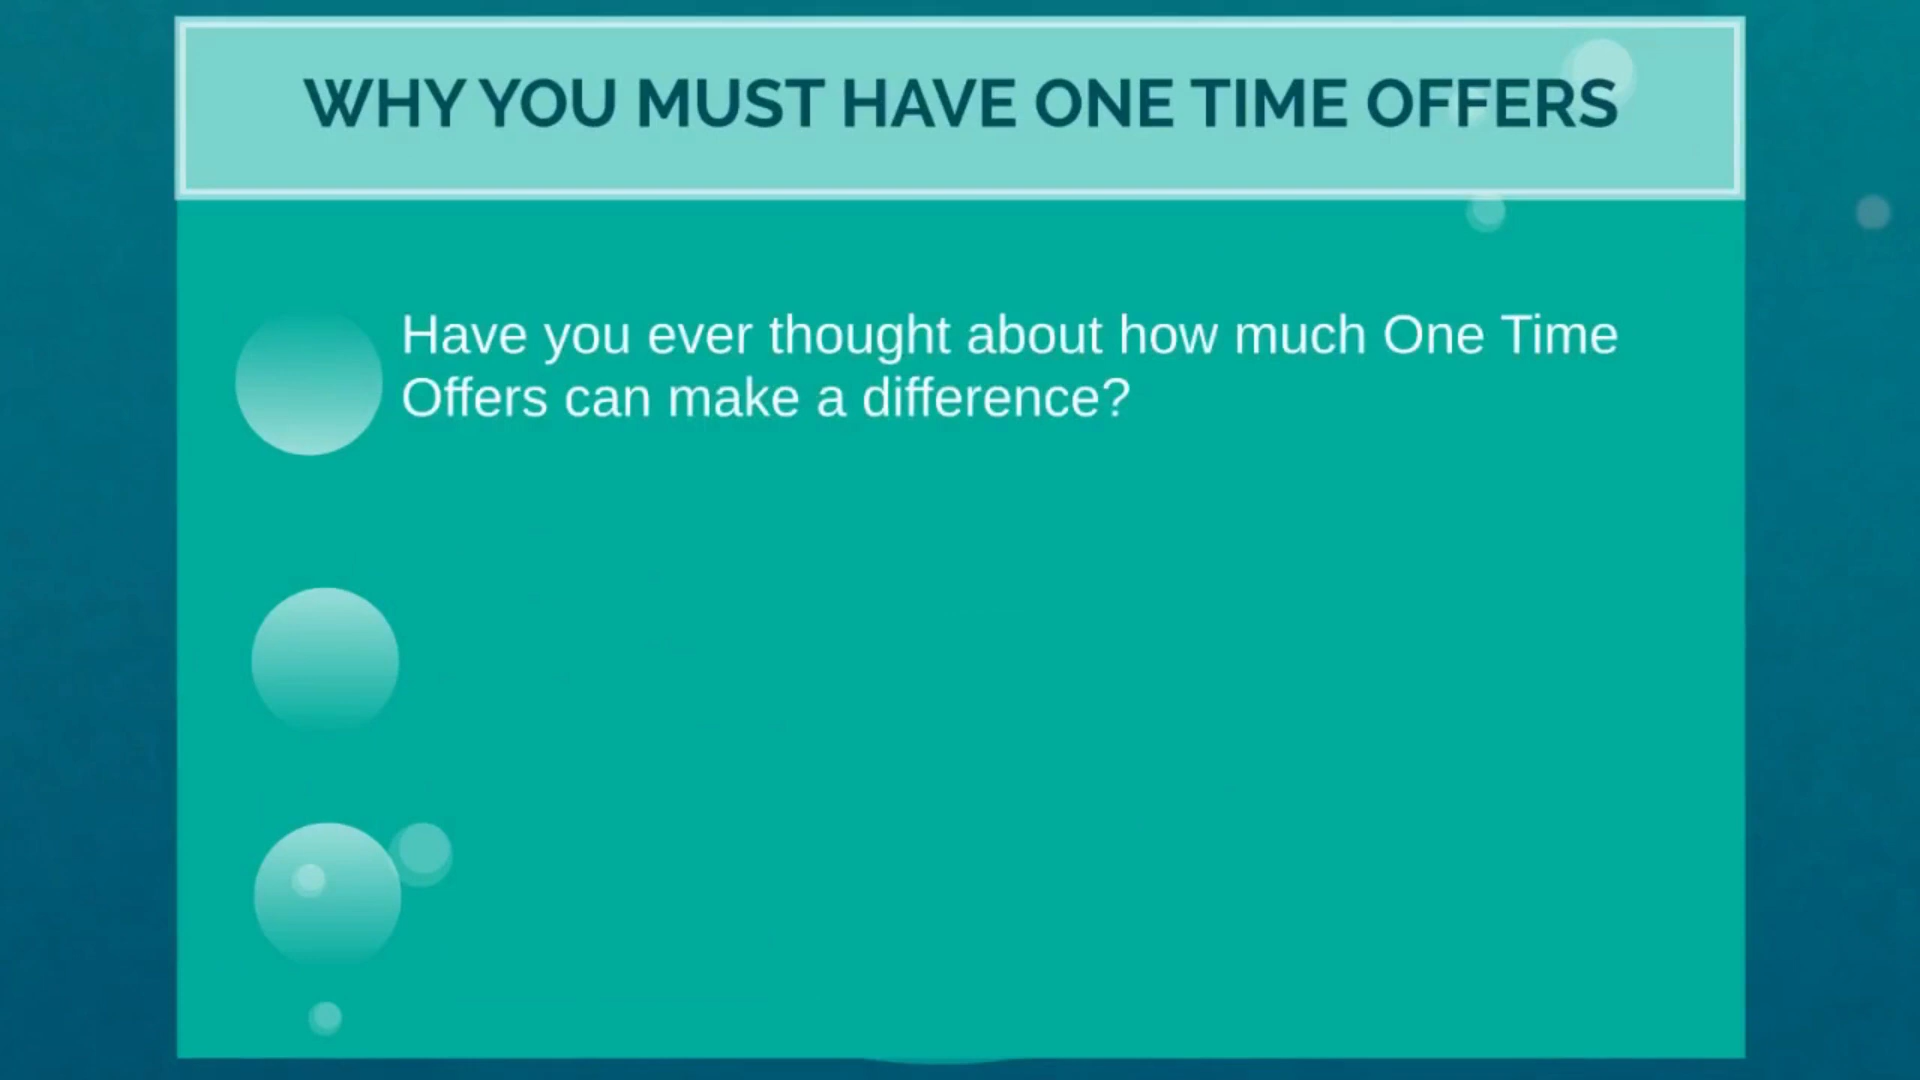 WHY YOU MUST HAVE ONE TIME OFFERS
Have you ever thought about how much One Time
Offers can make a difference?